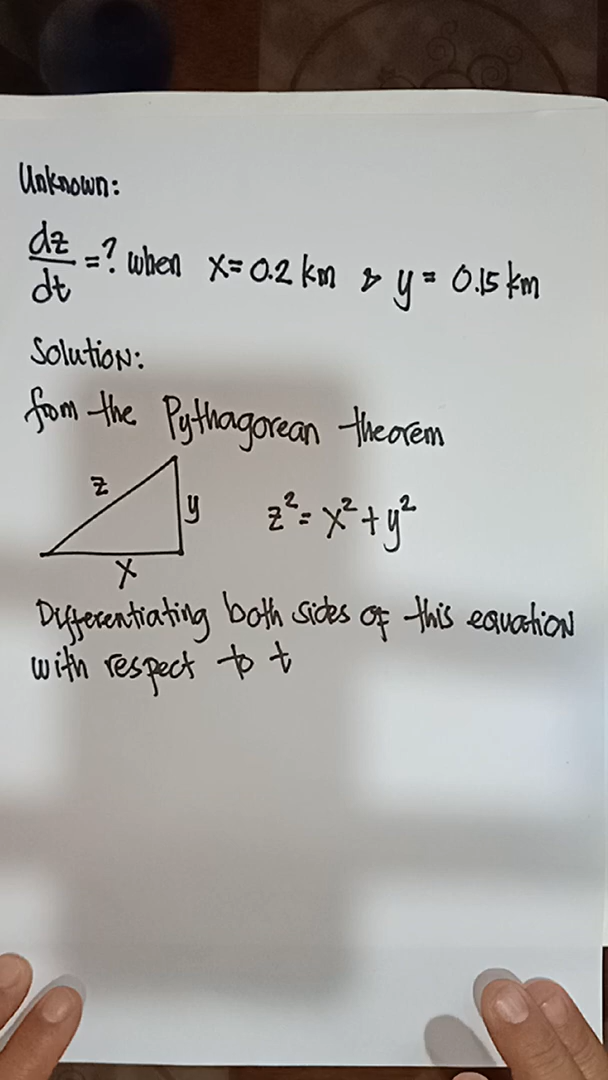 Unknown:
dz/dt = ? when x = 0.2 km & y = 0.15 km
Solution:
from the Pythagorean theorem
z
y
x
z² = x² + y²
Differentiating both sides of this equation
with respect to t